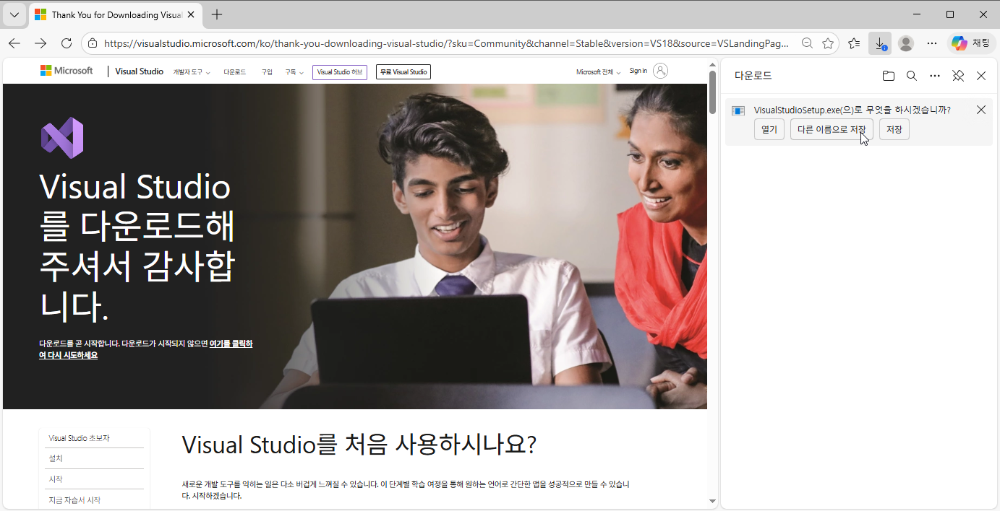 Thank You for Downloading Visual
https://visualstudio.microsoft.com/ko/thank-you-downloading-visual-studio/?sku=Community&channel=Stable&version=VS18&source=VSLandingPag...
채팅
Microsoft
Visual Studio
개발자 도구
다운로드
구입
구독
Visual Studio 허브
무료 Visual Studio
Microsoft 전체
Sign in
Visual Studio
를 다운로드해
주셔서 감사합
니다.
다운로드를 곧 시작합니다. 다운로드가 시작되지 않으면 여기를 클릭하
여 다시 시도하세요
Visual Studio 초보자
설치
시작
지금 자습서 시작
Visual Studio를 처음 사용하시나요?
새로운 개발 도구를 익히는 일은 다소 버겁게 느껴질 수 있습니다. 이 단계별 학습 여정을 통해 원하는 언어로 간단한 앱을 성공적으로 만들 수 있습니
다. 시작하겠습니다.
다운로드
VisualStudioSetup.exe(으)로 무엇을 하시겠습니까?
열기
다른 이름으로 저장
저장